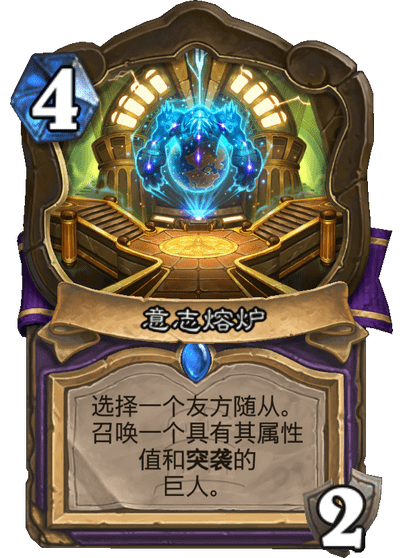 4
意志熔炉
选择一个友方随从。
召唤一个具有其属性
值和突袭的
巨人。
2